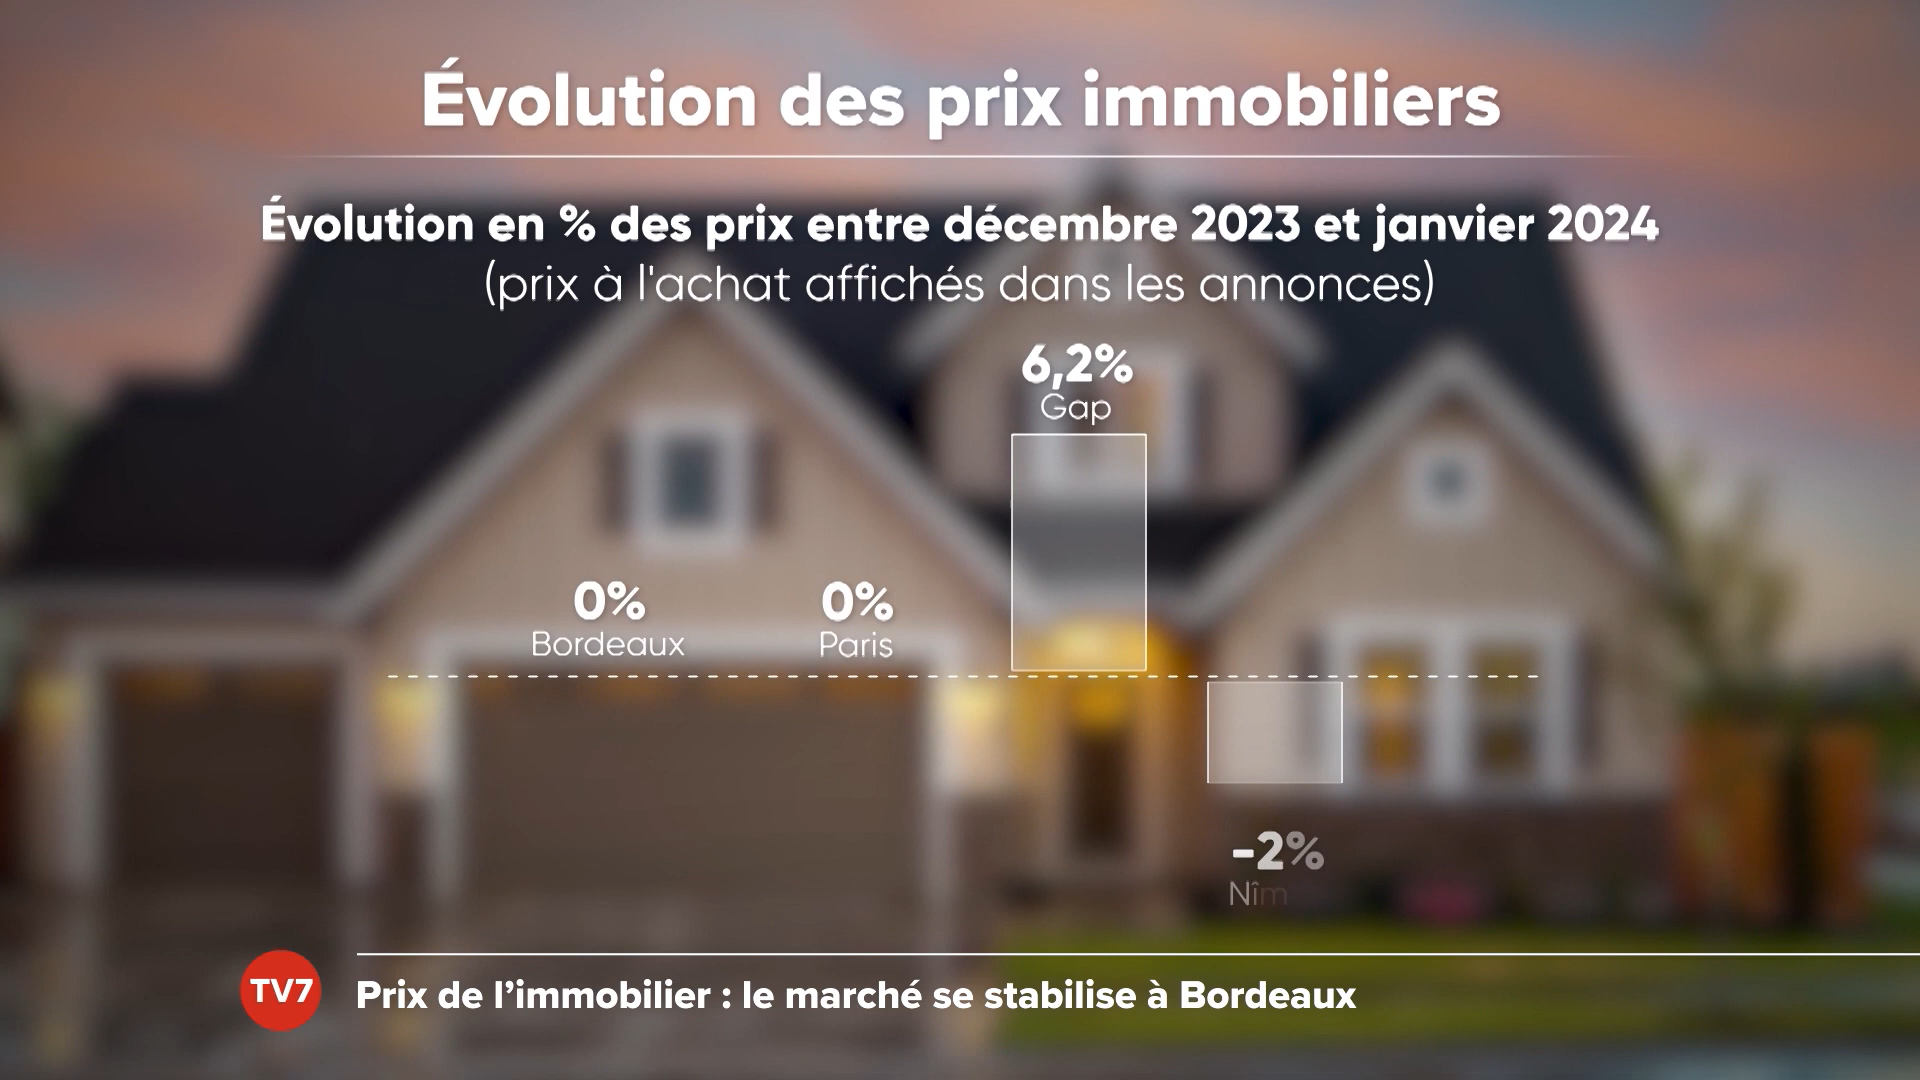 Évolution des prix immobiliers
Évolution en % des prix entre décembre 2023 et janvier 2024
(prix à l'achat affichés dans les annonces)
6,2%
Gap
0%
Bordeaux
0%
Paris
-2%
Nîm
TV7
Prix de l’immobilier : le marché se stabilise à Bordeaux